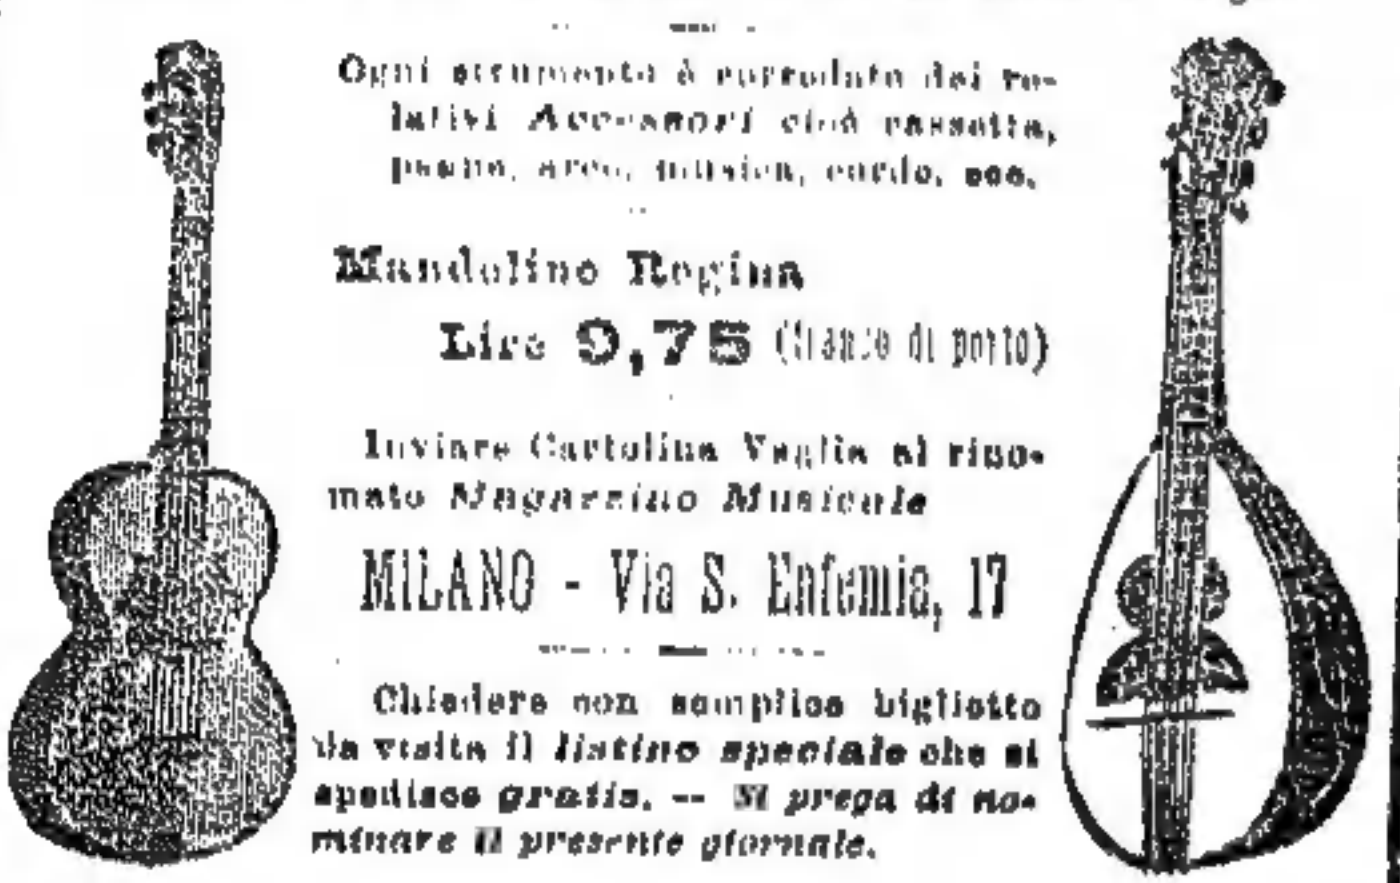 Ogni strumento è corredato dei re-
lativi Accessori cioè cassetta,
penne, arco, musica, corde, ecc.
Mandolino Regina
Lire 9,75 (franco di porto)
Inviare Cartolina Vaglia al rino-
mato Magazzino Musicale
MILANO - Via S. Eufemia, 17
Chiedere con semplice biglietto
da visita il listino speciale che si
spedisce gratis. -- Si prega di no-
minare il presente giornale.